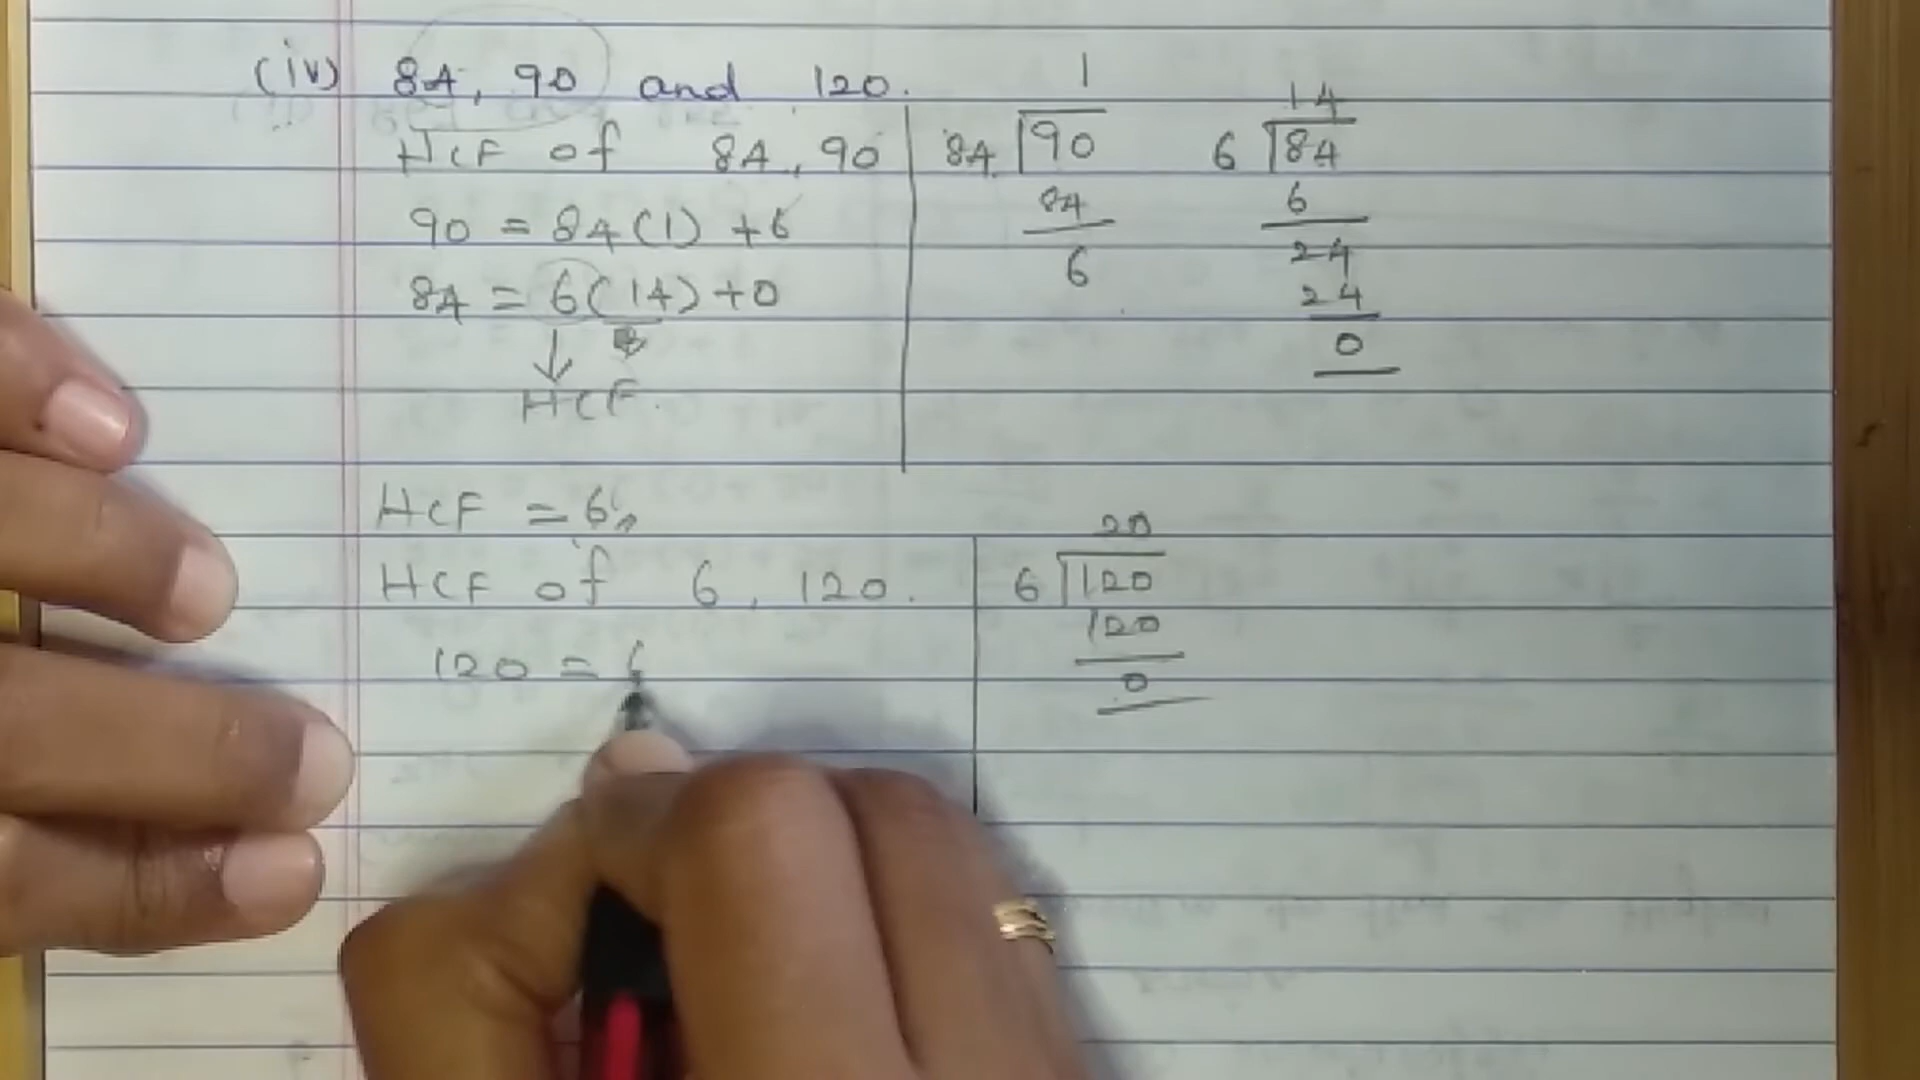 (iv) 84, 90 and 120.
HCF of 84, 90
90 = 84(1) +6
84 = 6(14)+0
↓
HCF.
1
84 90
84
6
14
6 84
6
24
24
0
HCF = 6
HCF of 6, 120.
120 = 6
20
6 120
120
0